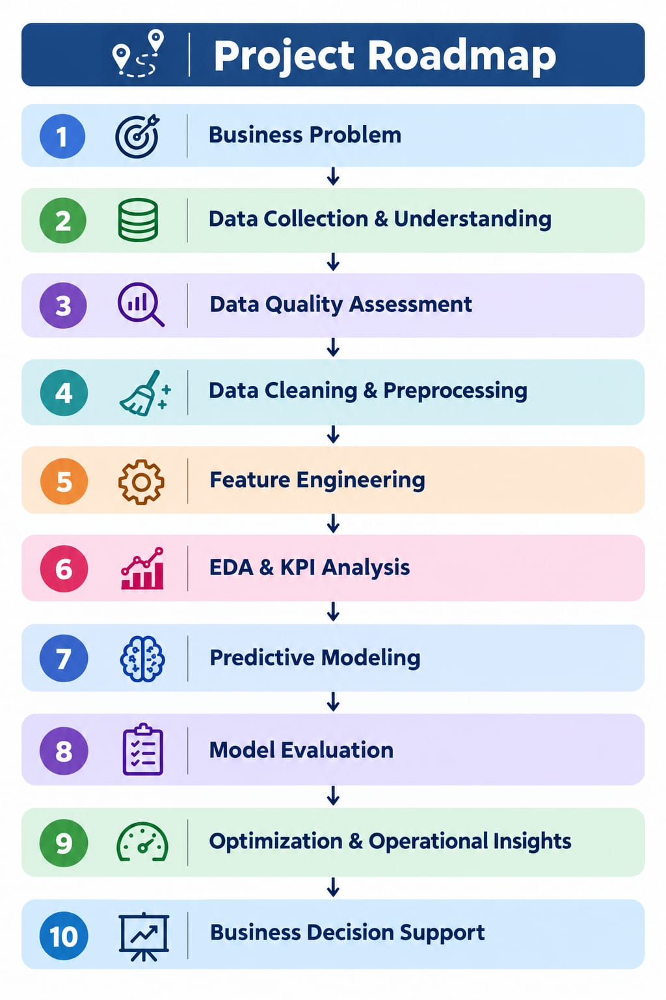 Project Roadmap
1 Business Problem
2 Data Collection & Understanding
3 Data Quality Assessment
4 Data Cleaning & Preprocessing
5 Feature Engineering
6 EDA & KPI Analysis
7 Predictive Modeling
8 Model Evaluation
9 Optimization & Operational Insights
10 Business Decision Support